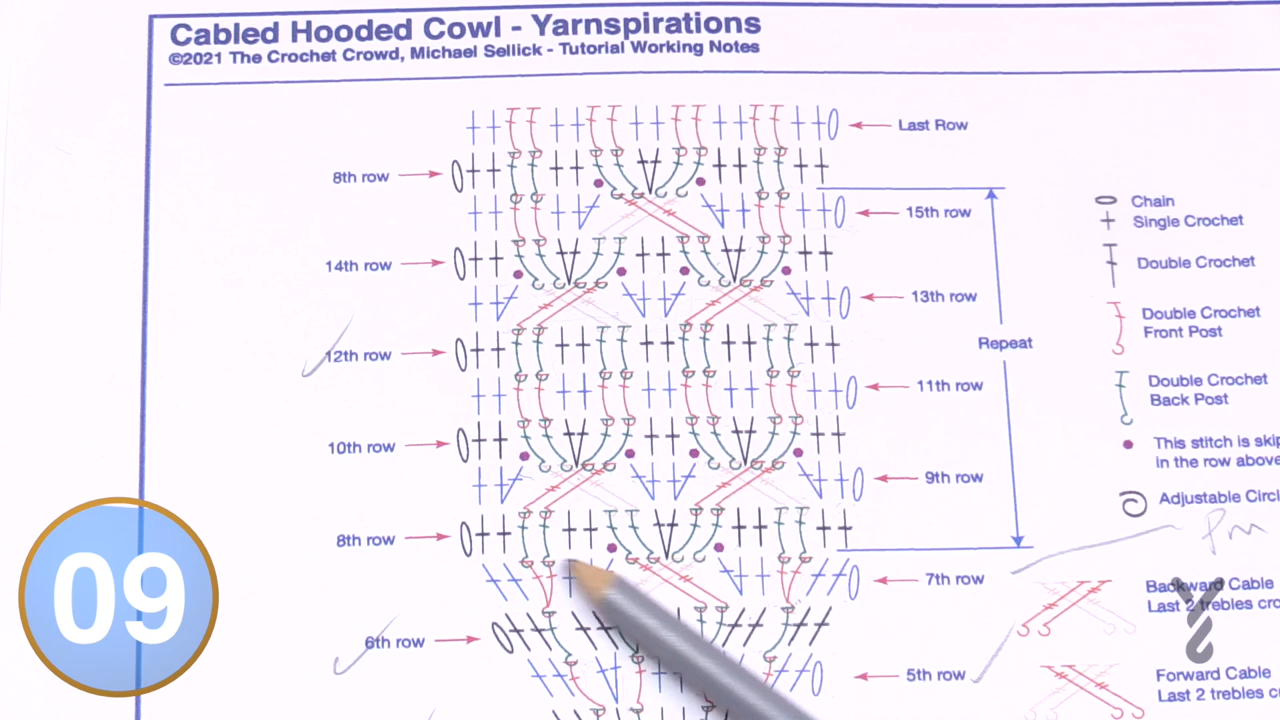 Cabled Hooded Cowl - Yarnspirations
©2021 The Crochet Crowd, Michael Sellick - Tutorial Working Notes
Last Row
8th row
15th row
14th row
13th row
12th row
Repeat
11th row
10th row
9th row
8th row
7th row
6th row
5th row
Chain
Single Crochet
Double Crochet
Double Crochet
Front Post
Double Crochet
Back Post
This stitch is skip
in the row above
Adjustable Circl
Pm
Backward Cable
Last 2 trebles cro
Forward Cable
Last 2 trebles c
09